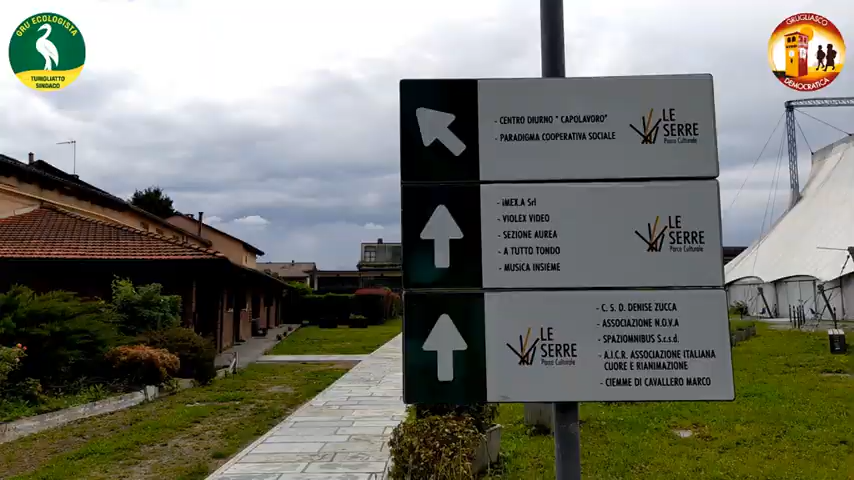 GRU ECOLOGISTA
TURIGLIATTO
SINDACO
GRUGLIASCO
DEMOCRATICA
- CENTRO DIURNO " CAPOLAVORO"
- PARADIGMA COOPERATIVA SOCIALE
LE
SERRE
Parco Culturale
- iMEX.A Srl
- VIOLEX VIDEO
- SEZIONE AUREA
- A TUTTO TONDO
- MUSICA INSIEME
LE
SERRE
Parco Culturale
LE
SERRE
Parco Culturale
- C. S. D. DENISE ZUCCA
- ASSOCIAZIONE N.O.V.A
- SPAZIOMNIBUS S.c.s.d.
- A.I.C.R. ASSOCIAZIONE ITALIANA
CUORE E RIANIMAZIONE
- CIEMME DI CAVALLERO MARCO